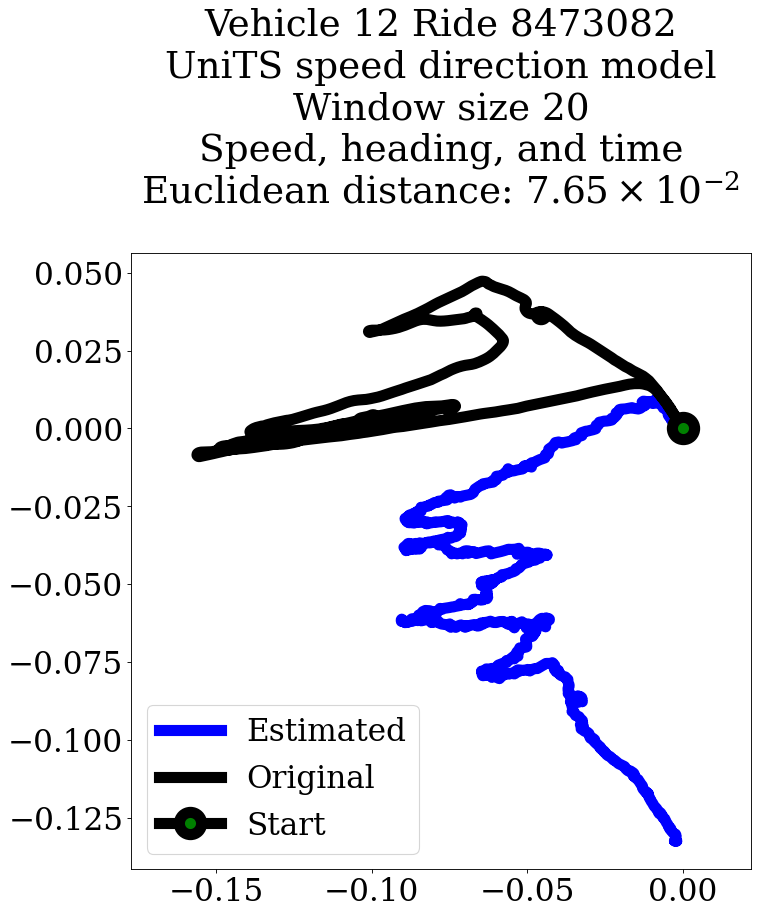 Vehicle 12 Ride 8473082
UniTS speed direction model
Window size 20
Speed, heading, and time
Euclidean distance: $7.65 \times 10^{-2}$
0.050
0.025
0.000
−0.025
−0.050
−0.075
−0.100
−0.125
Estimated
Original
Start
−0.15 −0.10 −0.05 0.00